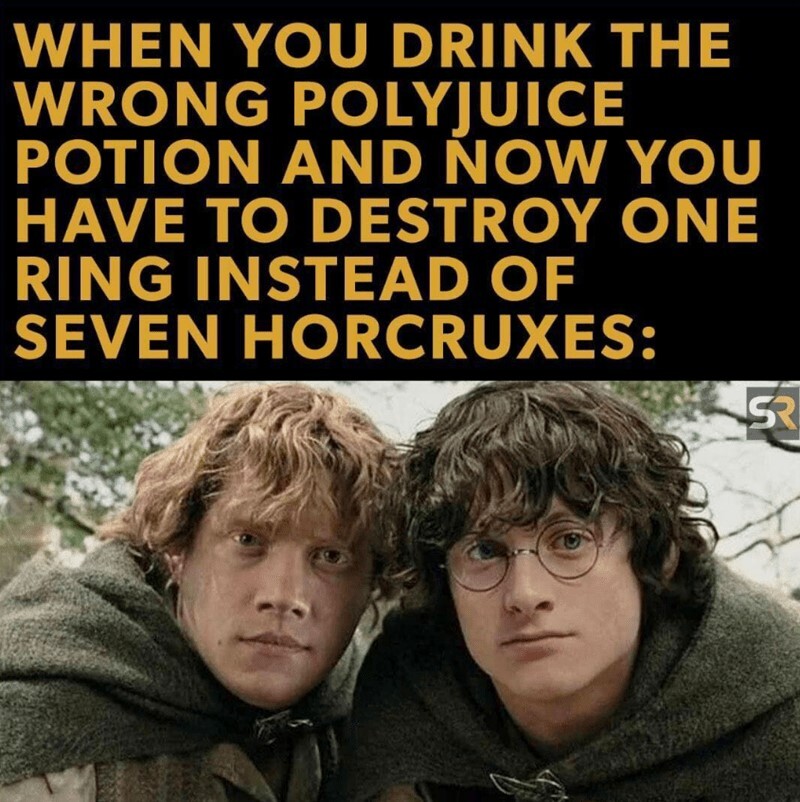 WHEN YOU DRINK THE
WRONG POLYJUICE
POTION AND NOW YOU
HAVE TO DESTROY ONE
RING INSTEAD OF
SEVEN HORCRUXES:
SR